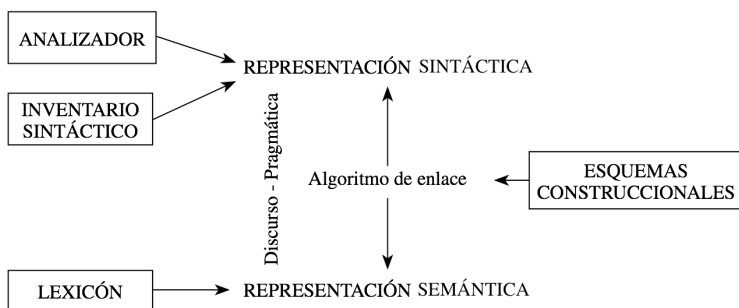 ANALIZADOR
REPRESENTACIÓN SINTÁCTICA
INVENTARIO
SINTÁCTICO
Discurso - Pragmática
Algoritmo de enlace
ESQUEMAS
CONSTRUCCIONALES
LEXICÓN
REPRESENTACIÓN SEMÁNTICA